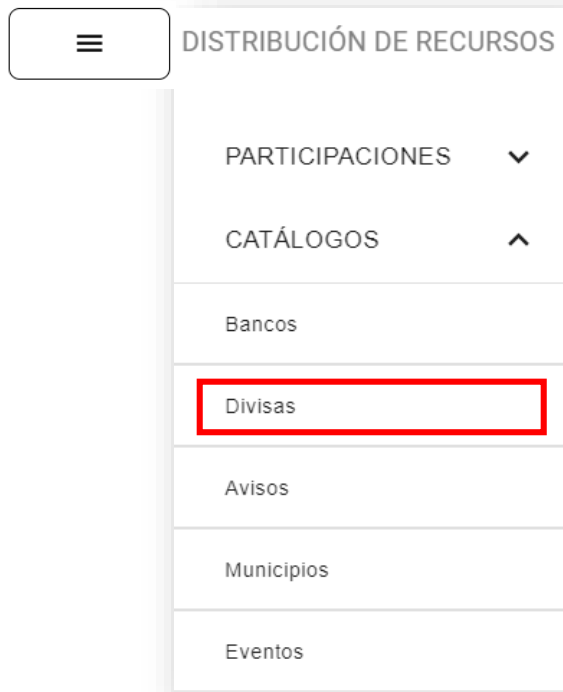 DISTRIBUCIÓN DE RECURSOS
PARTICIPACIONES
CATÁLOGOS
Bancos
Divisas
Avisos
Municipios
Eventos